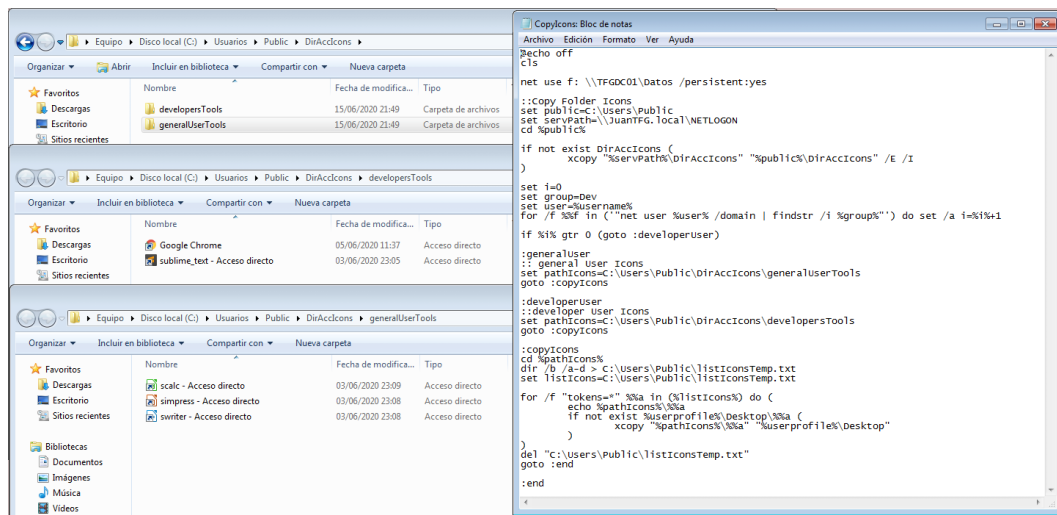 Equipo ▸ Disco local (C:) ▸ Usuarios ▸ Public ▸ DirAccIcons ▸
Organizar Abrir Incluir en biblioteca Compartir con Nueva carpeta
Favoritos
Descargas
Escritorio
Sitios recientes
Nombre Fecha de modifica... Tipo
developersTools 15/06/2020 21:49 Carpeta de archivos
generalUserTools 15/06/2020 21:49 Carpeta de archivos
Equipo ▸ Disco local (C:) ▸ Usuarios ▸ Public ▸ DirAccIcons ▸ developersTools
Organizar Incluir en biblioteca Compartir con Nueva carpeta
Favoritos
Descargas
Escritorio
Sitios recientes
Nombre Fecha de modifica... Tipo
Google Chrome 05/06/2020 11:37 Acceso directo
sublime_text - Acceso directo 03/06/2020 23:05 Acceso directo
Equipo ▸ Disco local (C:) ▸ Usuarios ▸ Public ▸ DirAccIcons ▸ generalUserTools
Organizar Incluir en biblioteca Compartir con Nueva carpeta
Favoritos
Descargas
Escritorio
Sitios recientes
Bibliotecas
Documentos
Imágenes
Música
Vídeos
Nombre Fecha de modifica... Tipo
scalc - Acceso directo 03/06/2020 23:09 Acceso directo
simpress - Acceso directo 03/06/2020 23:08 Acceso directo
swriter - Acceso directo 03/06/2020 23:08 Acceso directo
CopyIcons: Bloc de notas
Archivo Edición Formato Ver Ayuda
@echo off
cls
net use f: \\TFGDC01\Datos /persistent:yes
::Copy Folder Icons
set public=C:\Users\Public
set servPath=\\JuanTFG.local\NETLOGON
cd %public%
if not exist DirAccIcons (
xcopy "%servPath%\DirAccIcons" "%public%\DirAccIcons" /E /I
)
set i=0
set group=Dev
set user=%username%
for /f %%f in ('"net user %user% /domain | findstr /i %group%"') do set /a i=%i%+1
if %i% gtr 0 (goto :developerUser)
:generalUser
:: general User Icons
set pathIcons=C:\Users\Public\DirAccIcons\generalUserTools
goto :copyIcons
:developerUser
::developer User Icons
set pathIcons=C:\Users\Public\DirAccIcons\developersTools
goto :copyIcons
:copyIcons
cd %pathIcons%
dir /b /a-d > C:\Users\Public\listIconsTemp.txt
set listIcons=C:\Users\Public\listIconsTemp.txt
for /f "tokens=*" %%a in (%listIcons%) do (
echo %pathIcons%\%%a
if not exist %userprofile%\Desktop\%%a (
xcopy "%pathIcons%\%%a" "%userprofile%\Desktop"
)
)
del "C:\Users\Public\listIconsTemp.txt"
goto :end
:end